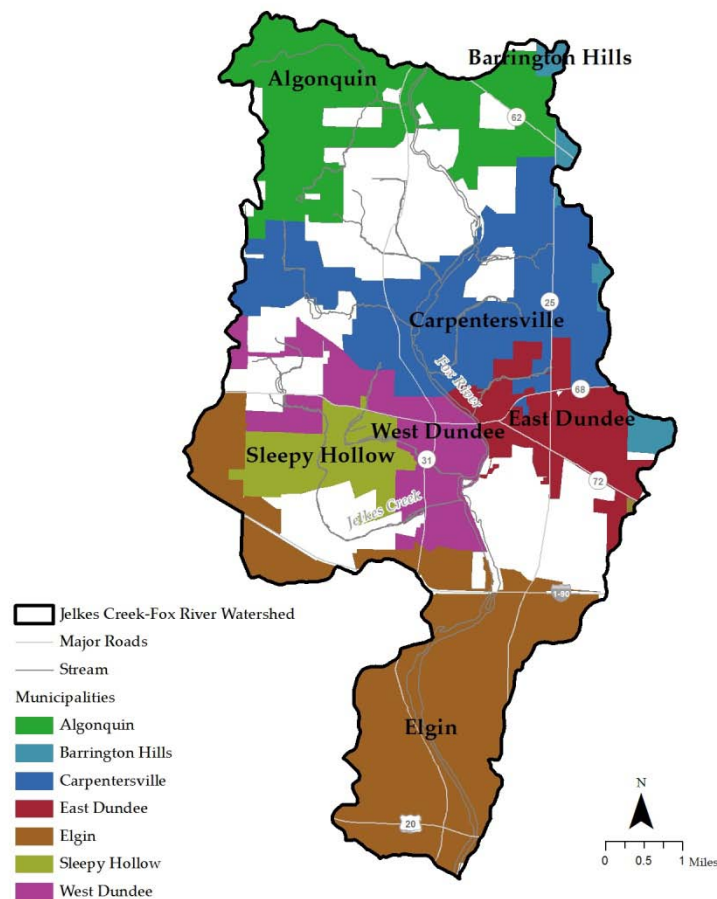 Barrington Hills
Algonquin
62
25
Carpentersville
Fox River
68
East Dundee
West Dundee
Sleepy Hollow
31
72
Jelkes Creek
I-90
Elgin
20
Jelkes Creek-Fox River Watershed
Major Roads
Stream
Municipalities
Algonquin
Barrington Hills
Carpentersville
East Dundee
Elgin
Sleepy Hollow
West Dundee
N
0 0.5 1 Miles